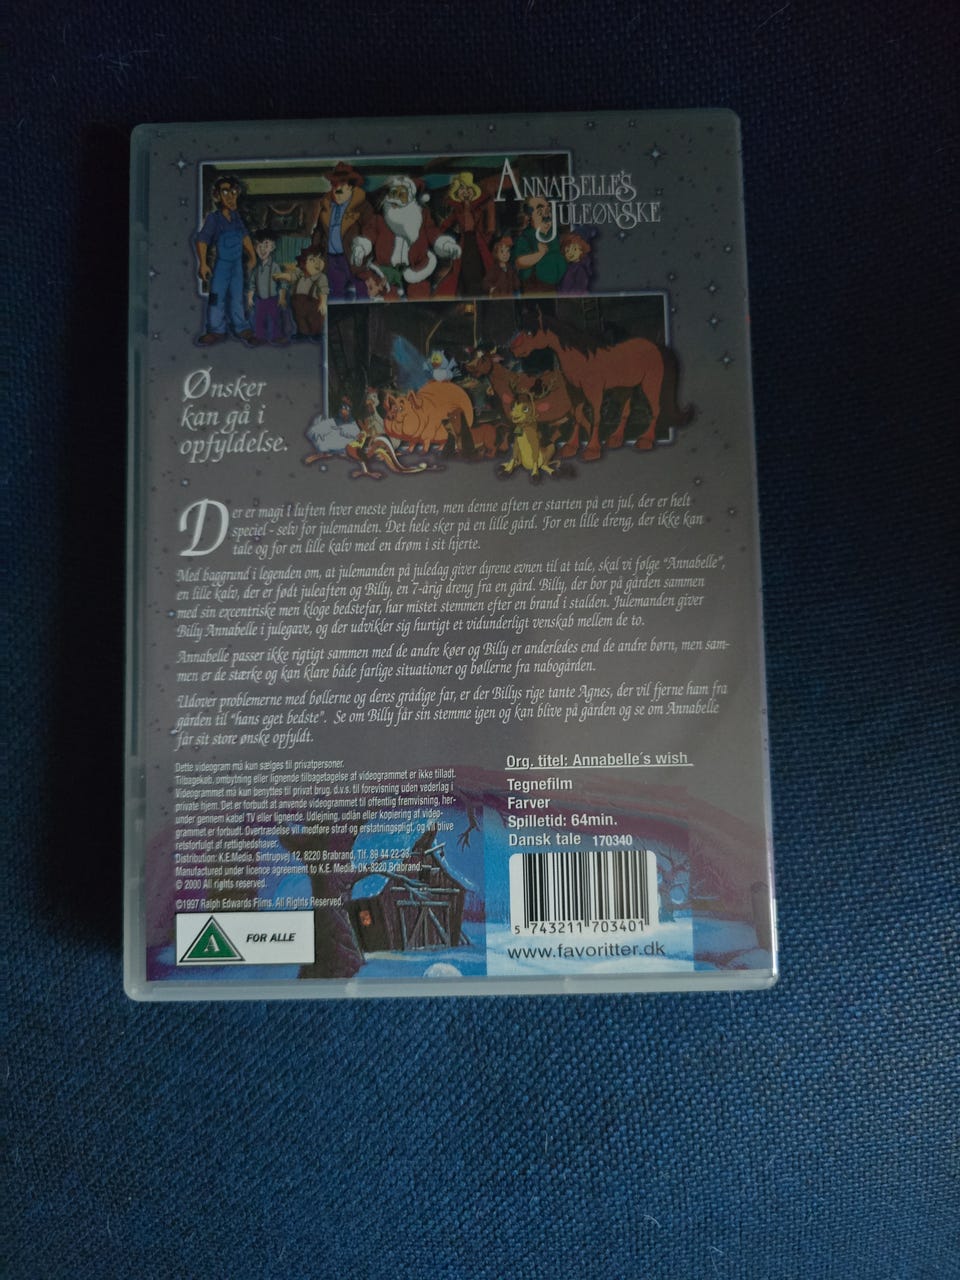 AnnaBelle's
Juleønske
Ønsker
kan gå i
opfyldelse.
Der er magi i luften hver eneste juleaften, men denne aften er starten på en jul, der er helt
speciel - selv for julemanden. Det hele sker på en lille gård. For en lille dreng, der ikke kan
tale og for en lille kalv med en drøm i sit hjerte.
Med baggrund i legenden om, at julemanden på juledag giver dyrene evnen til at tale, skal vi følge "Annabelle",
en lille kalv, der er født juleaften og Billy, en 7-årig dreng fra en gård. Billy, der bor på gården sammen
med sin excentriske men kloge bedstefar, har mistet stemmen efter en brand i stalden. Julemanden giver
Billy Annabelle i julegave, og der udvikler sig hurtigt et vidunderligt venskab mellem de to.
Annabelle passer ikke rigtigt sammen med de andre køer og Billy er anderledes end de andre børn, men sam-
men er de stærke og kan klare både farlige situationer og bøllerne fra nabogården.
Udover problemerne med bøllerne og deres grådige far, er der Billys rige tante Agnes, der vil fjerne ham fra
gården til "hans eget bedste". Se om Billy får sin stemme igen og kan blive på gården og se om Annabelle
får sit store ønske opfyldt.
Dette videogram må kun sælges til privatpersoner.
Tilbagekøb, ombytning eller lignende tilbagetagelse af videogrammet er ikke tilladt.
Videogrammet må kun benyttes til privat brug, d.v.s. til forevisning uden vederlag i
private hjem. Det er forbudt at anvende videogrammet til offentlig fremvisning, her-
under gennem kabel TV eller lignende. Udlejning, udlån eller kopiering af video-
grammet er forbudt. Overtrædelse vil medføre straf og erstatningspligt, og vil blive
retsforfulgt af rettighedshaver.
Distribution: K.E.Media, Sintrupvej 12, 8220 Brabrand, Tlf. 89 44 22 33
Manufactured under licence agreement to K.E. Media, DK-8220 Brabrand.
© 2000 All rights reserved.
©1997 Ralph Edwards Films. All Rights Reserved.
A FOR ALLE
Org. titel: Annabelle´s wish
Tegnefilm
Farver
Spilletid: 64min.
Dansk tale 170340
5 743211 703401
www.favoritter.dk